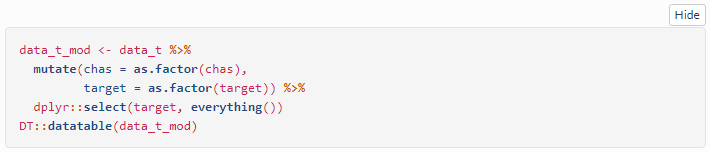 Hide
data_t_mod <- data_t %>%
  mutate(chas = as.factor(chas),
         target = as.factor(target)) %>%
  dplyr::select(target, everything())
DT::datatable(data_t_mod)